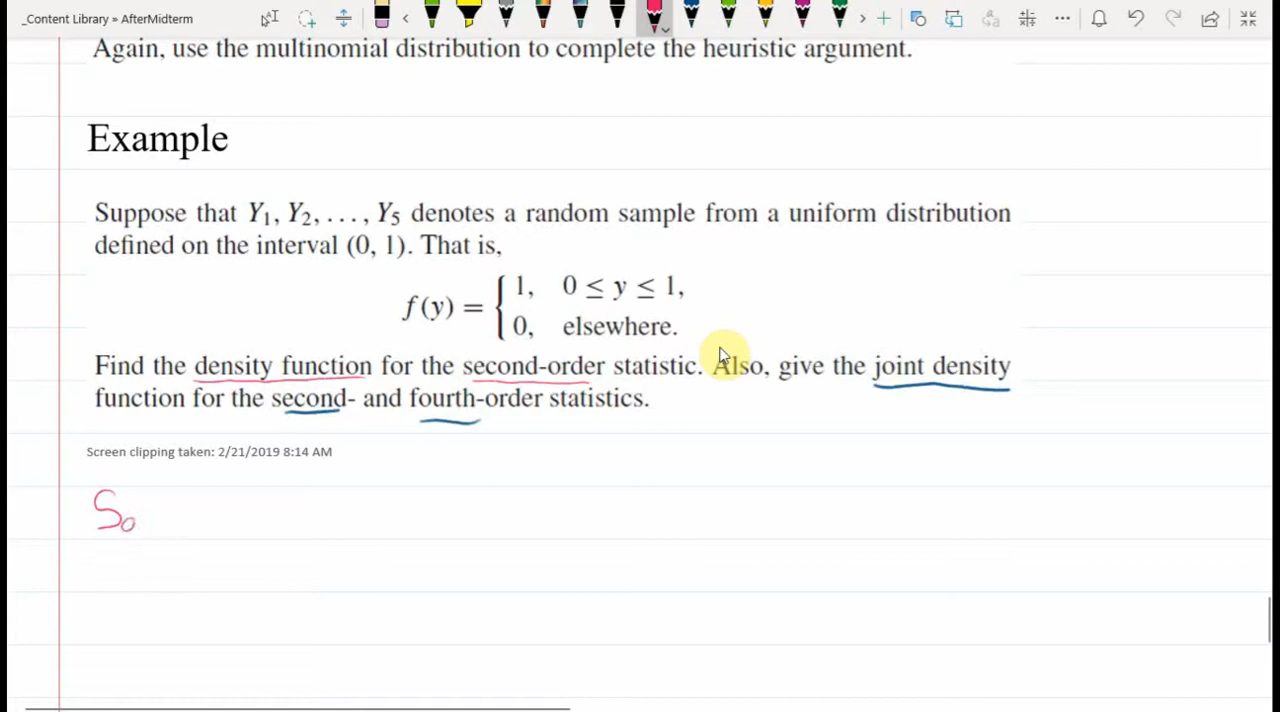 _Content Library » AfterMidterm
Again, use the multinomial distribution to complete the heuristic argument.
Example
Suppose that Y₁, Y₂, . . . , Y₅ denotes a random sample from a uniform distribution
defined on the interval (0, 1). That is,
f(y) = { 1, 0 ≤ y ≤ 1,
0, elsewhere.
Find the density function for the second-order statistic. Also, give the joint density
function for the second- and fourth-order statistics.
Screen clipping taken: 2/21/2019 8:14 AM
So